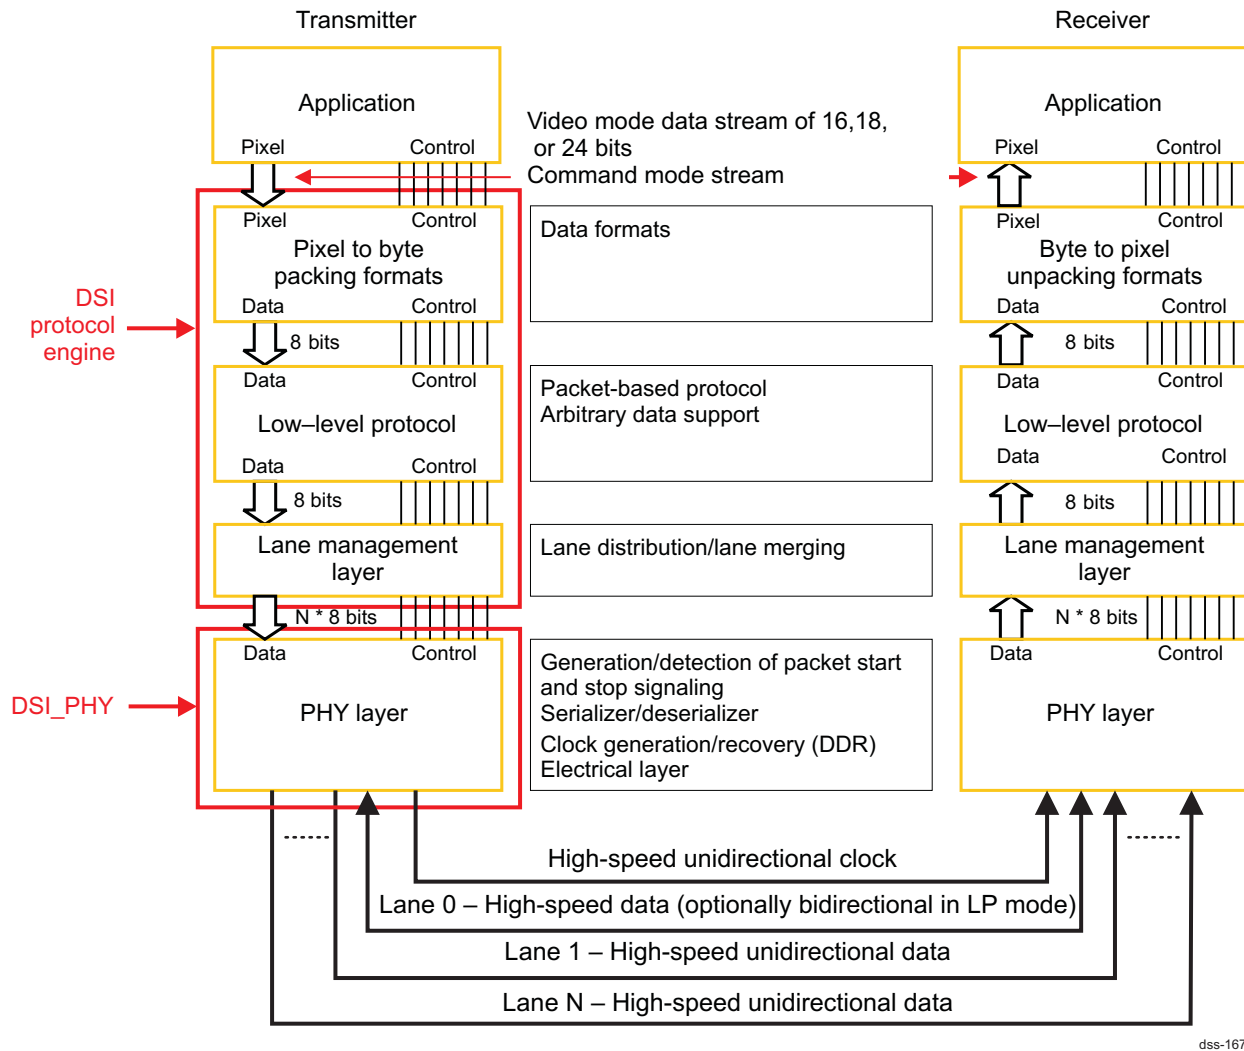 Transmitter
Receiver
Application
Pixel
Control
Video mode data stream of 16,18,
or 24 bits
Command mode stream
Application
Pixel
Control
DSI
protocol
engine
Pixel
Control
Pixel to byte
packing formats
Data
Control
Data formats
Pixel
Control
Byte to pixel
unpacking formats
Data
Control
8 bits
8 bits
Data
Control
Low–level protocol
Data
Control
Packet-based protocol
Arbitrary data support
Data
Control
Low–level protocol
Data
Control
8 bits
8 bits
Lane management
layer
Lane distribution/lane merging
Lane management
layer
N * 8 bits
N * 8 bits
DSI_PHY
Data
Control
PHY layer
Generation/detection of packet start
and stop signaling
Serializer/deserializer
Clock generation/recovery (DDR)
Electrical layer
Data
Control
PHY layer
High-speed unidirectional clock
Lane 0 – High-speed data (optionally bidirectional in LP mode)
Lane 1 – High-speed unidirectional data
Lane N – High-speed unidirectional data
dss-167